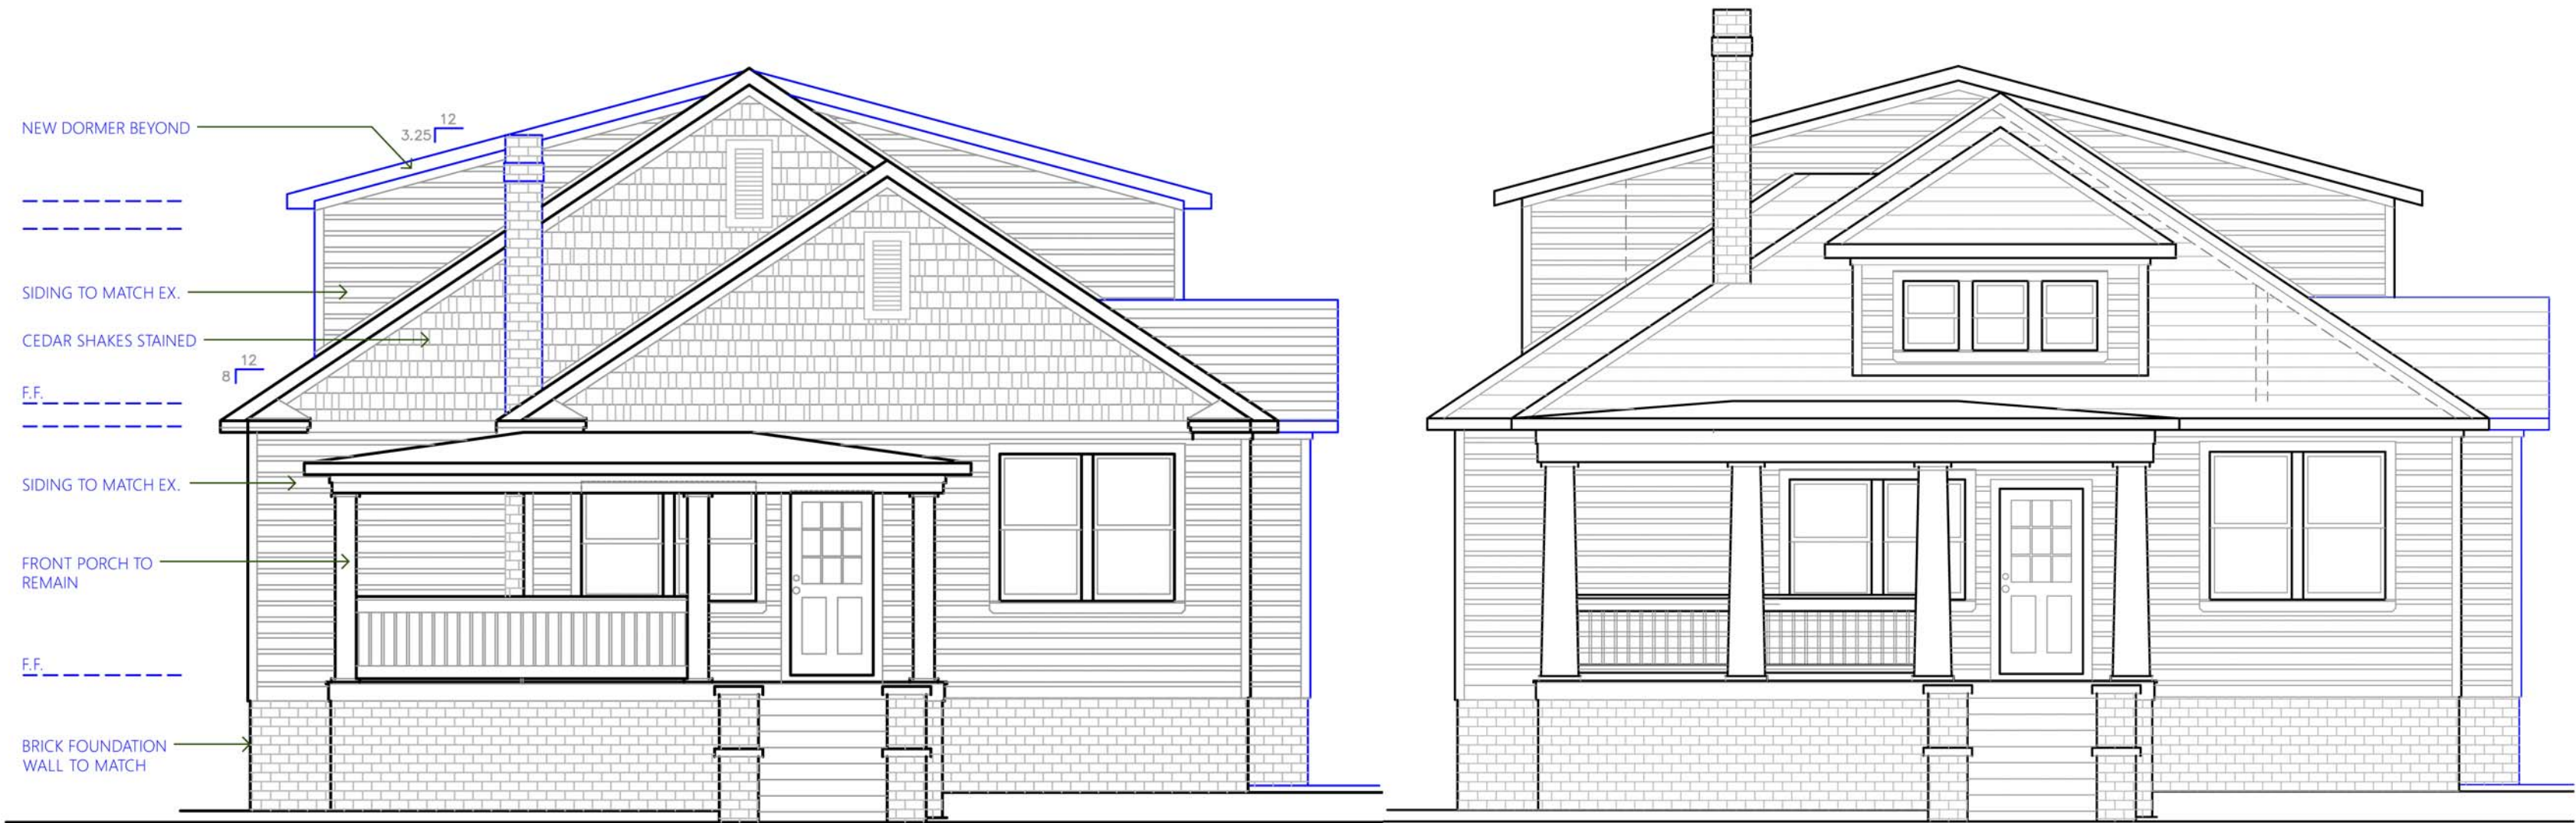 NEW DORMER BEYOND
12
3.25
SIDING TO MATCH EX.
CEDAR SHAKES STAINED
12
8
F.F.
SIDING TO MATCH EX.
FRONT PORCH TO
REMAIN
F.F.
BRICK FOUNDATION
WALL TO MATCH